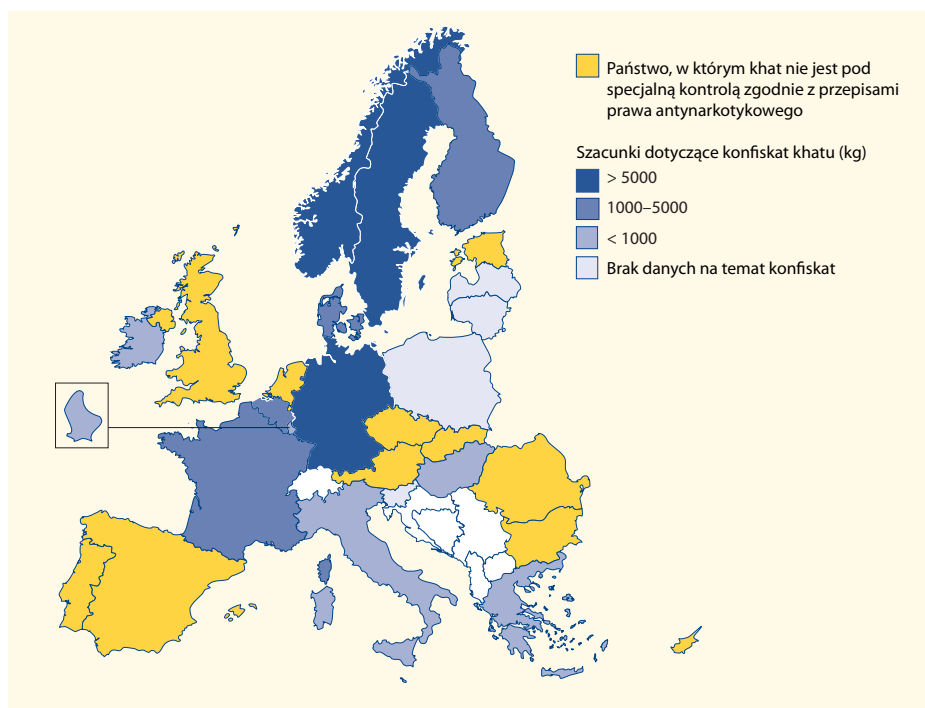 Państwo, w którym khat nie jest pod
specjalną kontrolą zgodnie z przepisami
prawa antynarkotykowego
Szacunki dotyczące konfiskat khatu (kg)
> 5000
1000–5000
< 1000
Brak danych na temat konfiskat